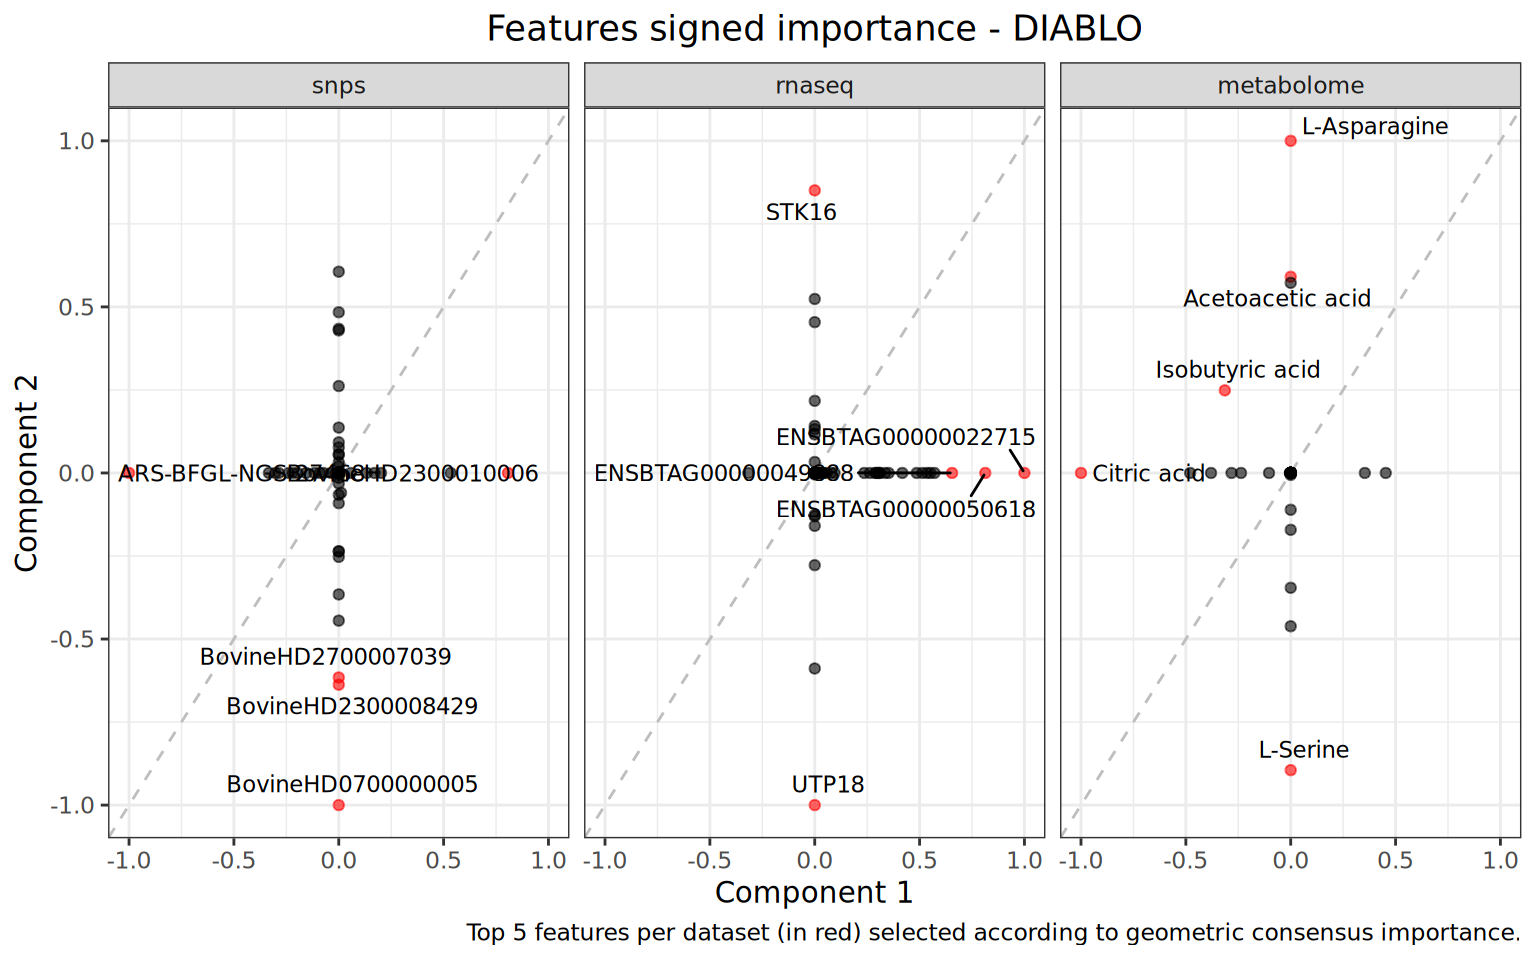 Features signed importance - DIABLO
snps
rnaseq
metabolome
Component 2
1.0
0.5
0.0
-0.5
-1.0
BovineHD2300010006
BovineHD2700007039
BovineHD2300008429
BovineHD0700000005
STK16
ENSBTAG00000022715
ENSBTAG00000050618
UTP18
L-Asparagine
Acetoacetic acid
Isobutyric acid
Citric acid
L-Serine
-1.0 -0.5 0.0 0.5 1.0
-1.0 -0.5 0.0 0.5 1.0
-1.0 -0.5 0.0 0.5 1.0
Component 1
Top 5 features per dataset (in red) selected according to geometric consensus importance.